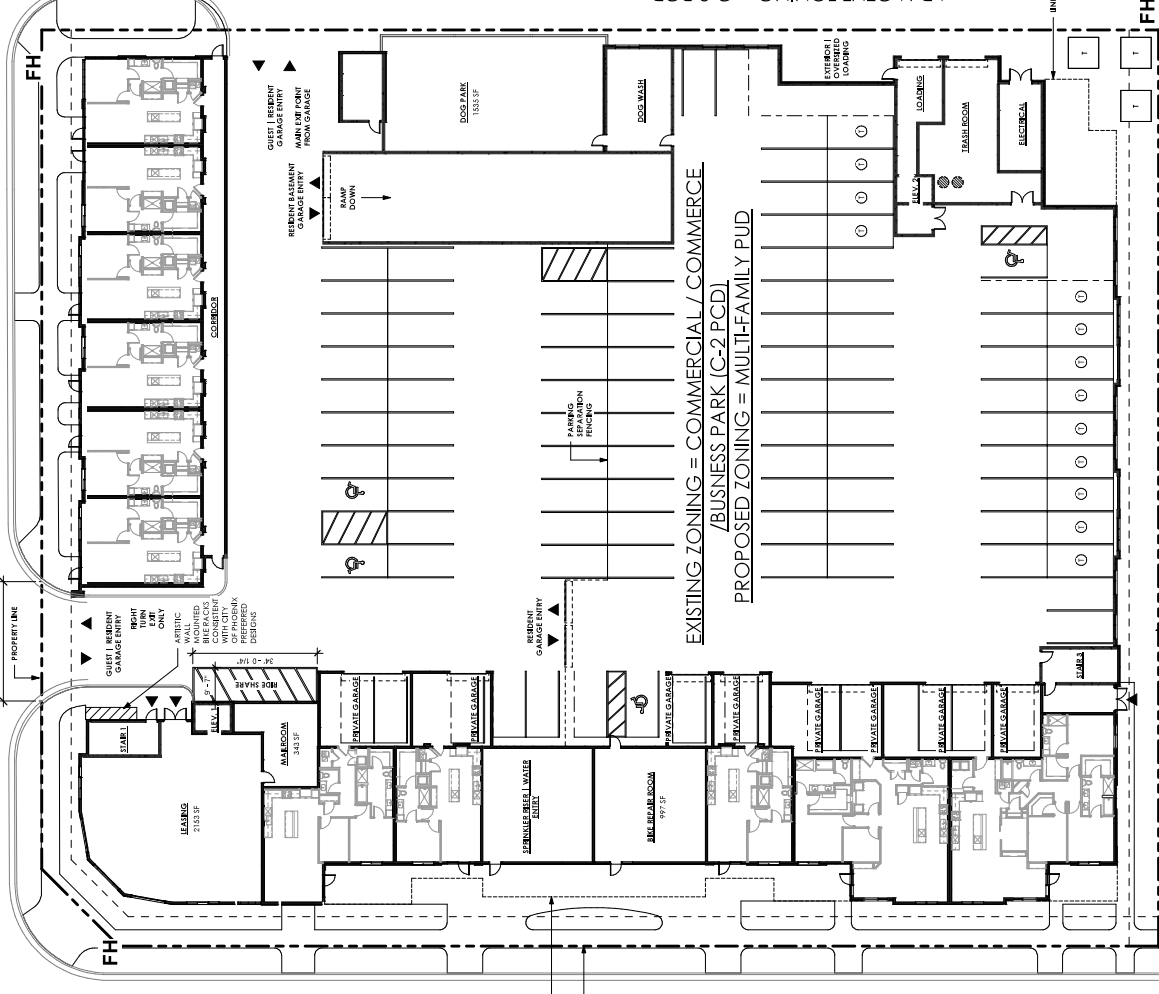 FH
FH
FH
PROPERTY LINE
GUEST | RESIDENT
GARAGE ENTRY
MAIN EXIT POINT
FROM GARAGE
RESIDENT BASEMENT
GARAGE ENTRY
RAMP
DOWN
DOG PARK
1535 SF
DOG WASH
EXTERIOR |
OVERSIZED
LOADING
LOADING
TRASH ROOM
ELECTRICAL
ELEV. 2
T
T
T
CORRIDOR
PARKING
SEPARATION
FENCING
EXISTING ZONING = COMMERCIAL / COMMERCE
/BUSNESS PARK (C-2 PCD)
PROPOSED ZONING = MULTI-FAMILY PUD
T
T
T
T
T
T
T
T
T
T
T
T
T
GUEST | RESIDENT
GARAGE ENTRY
RIGHT
TURN
EXIT
ONLY
ARTISTIC
WALL
MOUNTED
BIKE RACKS
CONSISTENT
WITH CITY
OF PHOENIX
PREFERRED
DESIGNS
34' - 0 1/4"
9' - 7"
RIDE SHARE
RESIDENT
GARAGE ENTRY
STAIR 1
ELEV. 1
MAILROOM
343 SF
LEASING
2153 SF
PRIVATE GARAGE
PRIVATE GARAGE
PRIVATE GARAGE
PRIVATE GARAGE
PRIVATE GARAGE
PRIVATE GARAGE
PRIVATE GARAGE
PRIVATE GARAGE
STAIR 3
SPRINKLER RISER | WATER
ENTRY
BIKE REPAIR ROOM
997 SF